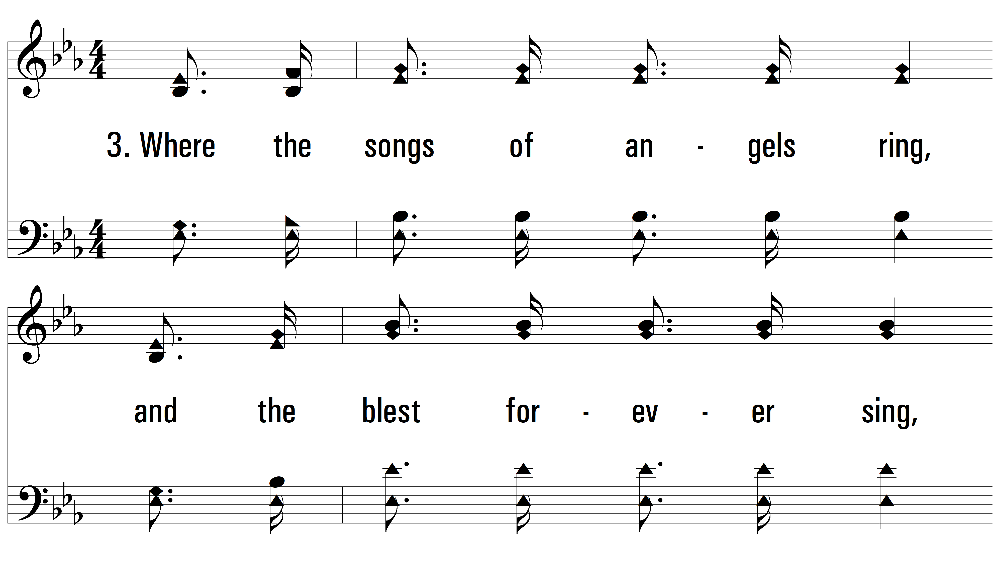 3. Where the songs of an - gels ring,
and the blest for - ev - er sing,